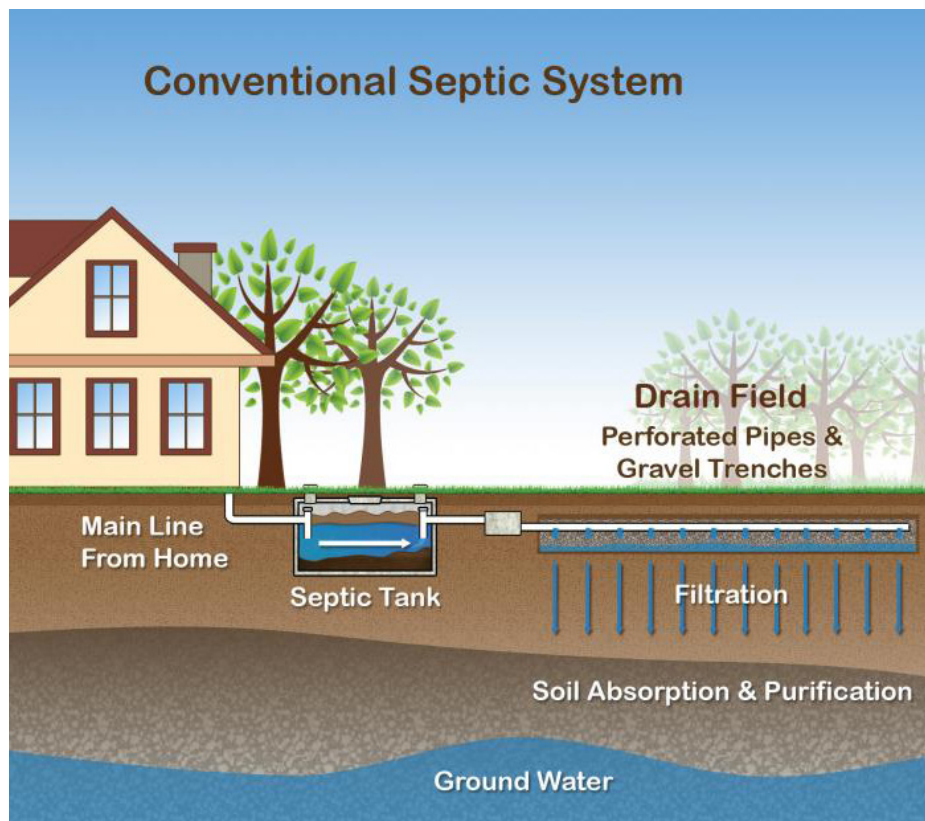 Conventional Septic System
Drain Field
Perforated Pipes &
Gravel Trenches
Main Line
From Home
Septic Tank
Filtration
Soil Absorption & Purification
Ground Water